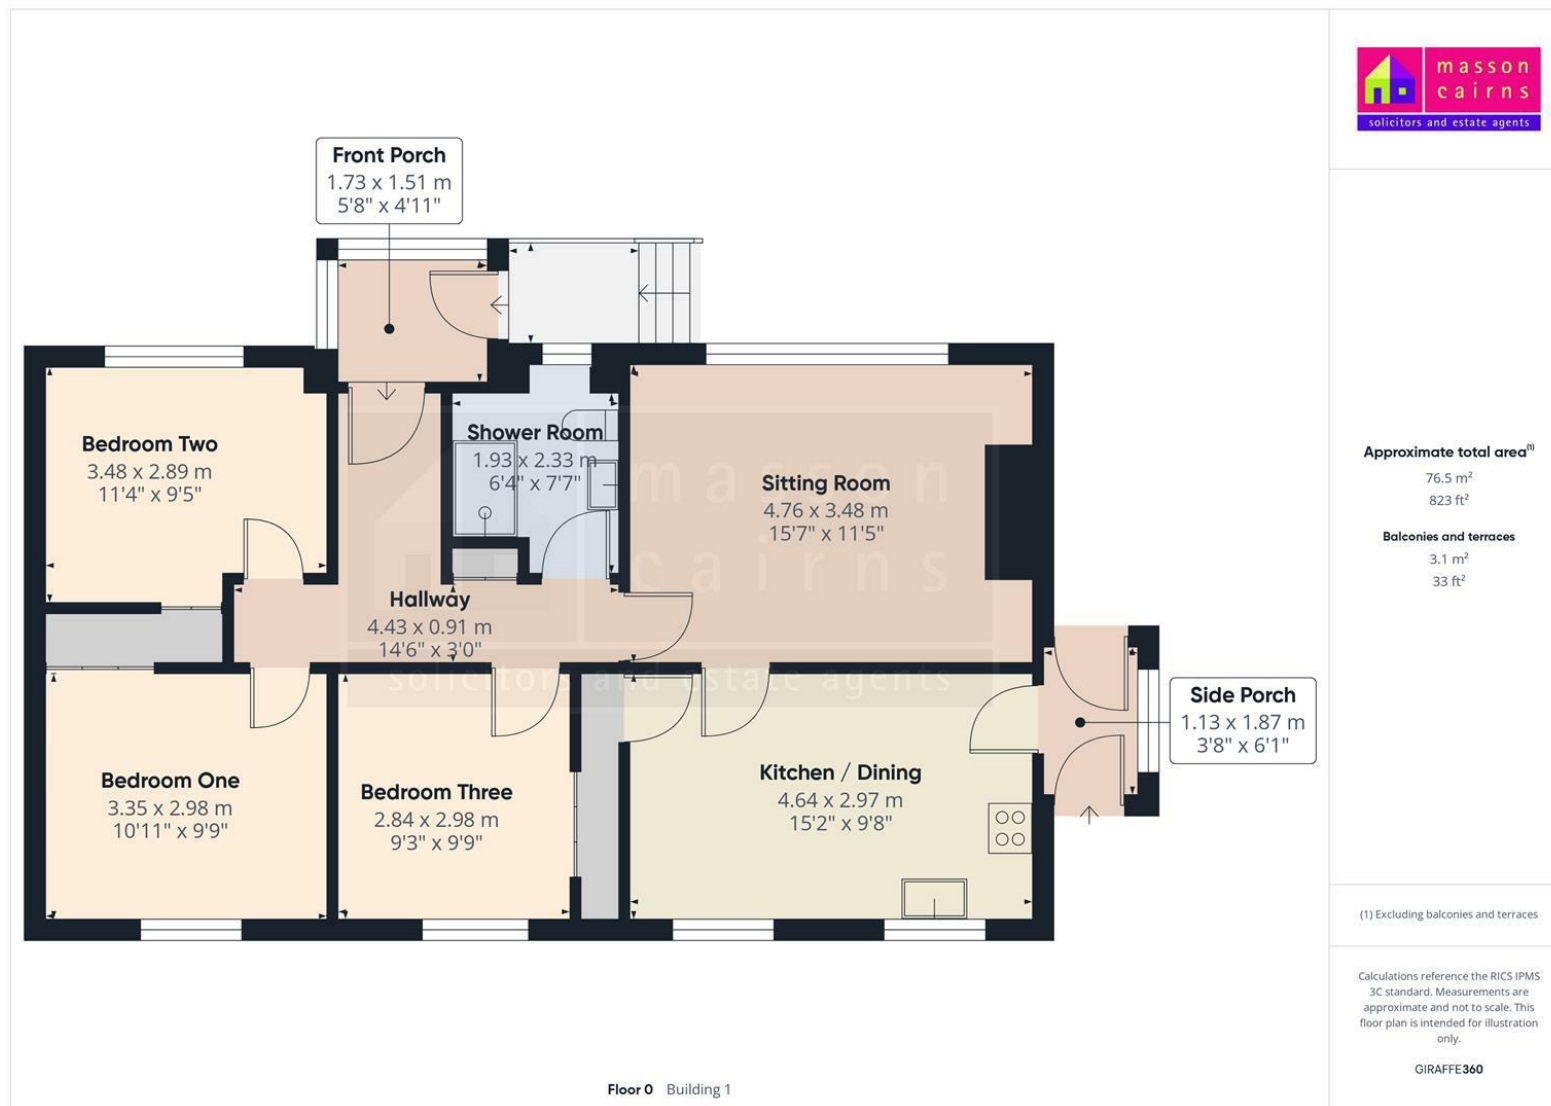 masson
cairns
solicitors and estate agents
Front Porch
1.73 x 1.51 m
5'8" x 4'11"
Bedroom Two
3.48 x 2.89 m
11'4" x 9'5"
Shower Room
1.93 x 2.33 m
6'4" x 7'7"
Sitting Room
4.76 x 3.48 m
15'7" x 11'5"
masson
cairns
solicitors and estate agents
Hallway
4.43 x 0.91 m
14'6" x 3'0"
Side Porch
1.13 x 1.87 m
3'8" x 6'1"
Bedroom One
3.35 x 2.98 m
10'11" x 9'9"
Bedroom Three
2.84 x 2.98 m
9'3" x 9'9"
Kitchen / Dining
4.64 x 2.97 m
15'2" x 9'8"
Approximate total area(1)
76.5 m²
823 ft²
Balconies and terraces
3.1 m²
33 ft²
(1) Excluding balconies and terraces
Calculations reference the RICS IPMS
3C standard. Measurements are
approximate and not to scale. This
floor plan is intended for illustration
only.
GIRAFFE360
Floor 0 Building 1